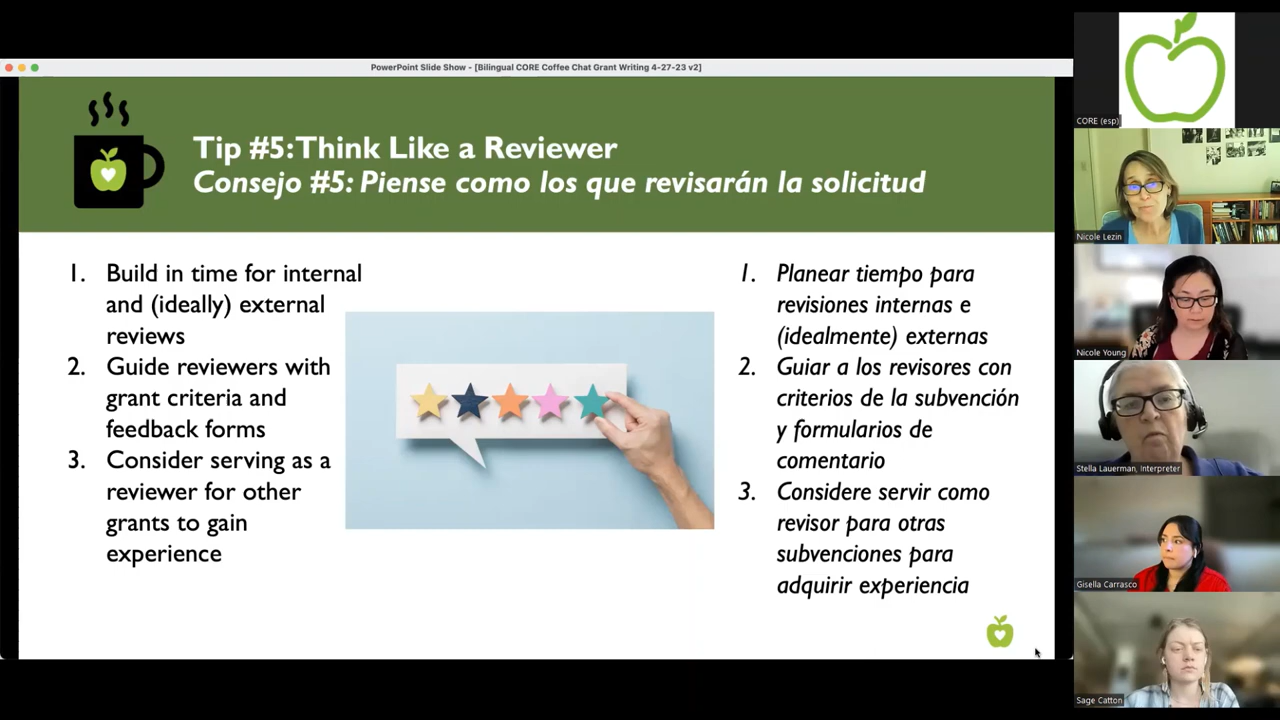 PowerPoint Slide Show - [Bilingual CORE Coffee Chat Grant Writing 4-27-23 v2]
Tip #5: Think Like a Reviewer
Consejo #5: Piense como los que revisarán la solicitud
1. Build in time for internal
and (ideally) external
reviews
2. Guide reviewers with
grant criteria and
feedback forms
3. Consider serving as a
reviewer for other
grants to gain
experience
1. Planear tiempo para
revisiones internas e
(idealmente) externas
2. Guiar a los revisores con
criterios de la subvención
y formularios de
comentario
3. Considere servir como
revisor para otras
subvenciones para
adquirir experiencia
CORE (esp)
Nicole Lezin
Nicole Young
Stella Lauerman, Interpreter
Gisella Carrasco
Sage Catton